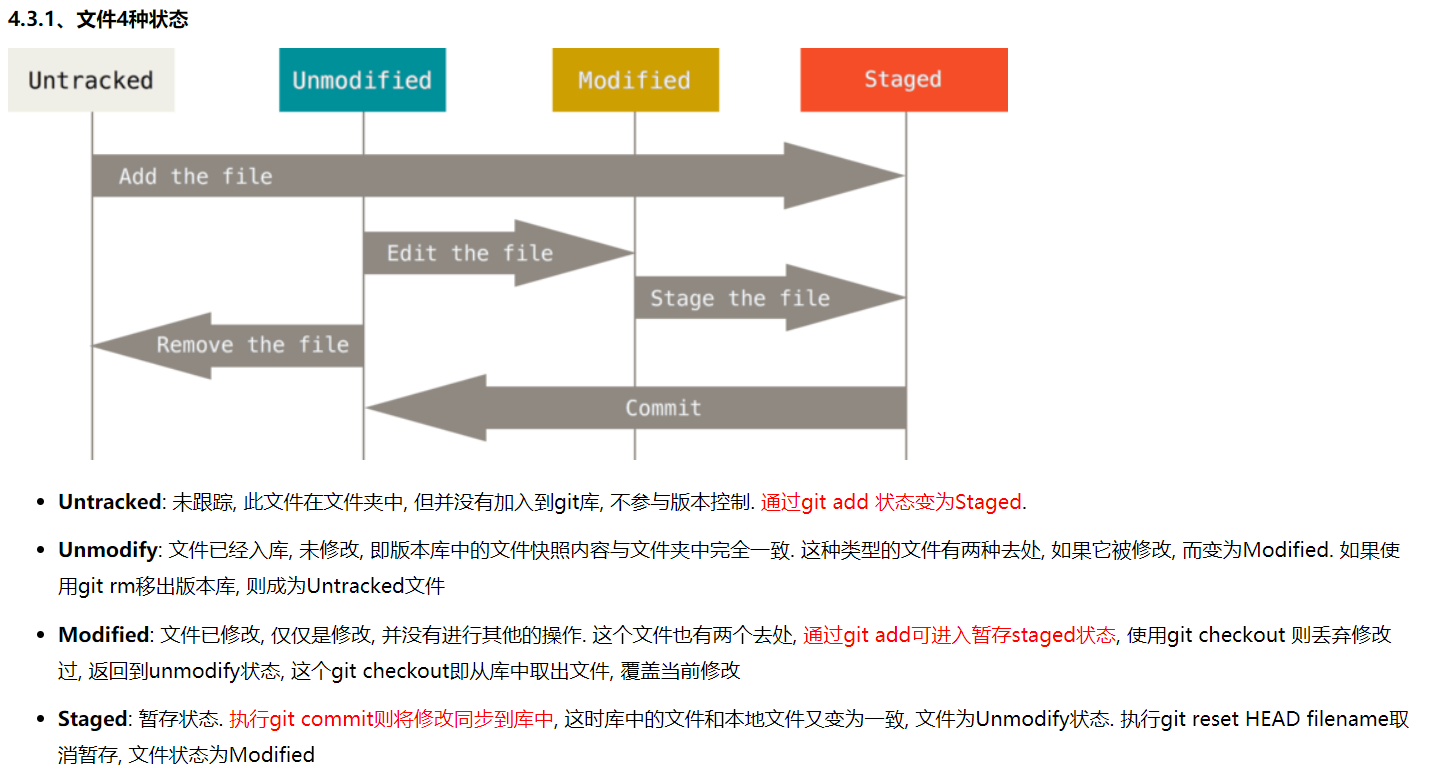 4.3.1、文件4种状态
Untracked
Unmodified
Modified
Staged
Add the file
Edit the file
Stage the file
Remove the file
Commit
Untracked: 未跟踪, 此文件在文件夹中, 但并没有加入到git库, 不参与版本控制. 通过git add 状态变为Staged.
Unmodify: 文件已经入库, 未修改, 即版本库中的文件快照内容与文件夹中完全一致. 这种类型的文件有两种去处, 如果它被修改, 而变为Modified. 如果使
用git rm移出版本库, 则成为Untracked文件
Modified: 文件已修改, 仅仅是修改, 并没有进行其他的操作. 这个文件也有两个去处, 通过git add可进入暂存staged状态, 使用git checkout 则丢弃修改
过, 返回到unmodify状态, 这个git checkout即从库中取出文件, 覆盖当前修改
Staged: 暂存状态. 执行git commit则将修改同步到库中, 这时库中的文件和本地文件又变为一致, 文件为Unmodify状态. 执行git reset HEAD filename取
消暂存, 文件状态为Modified